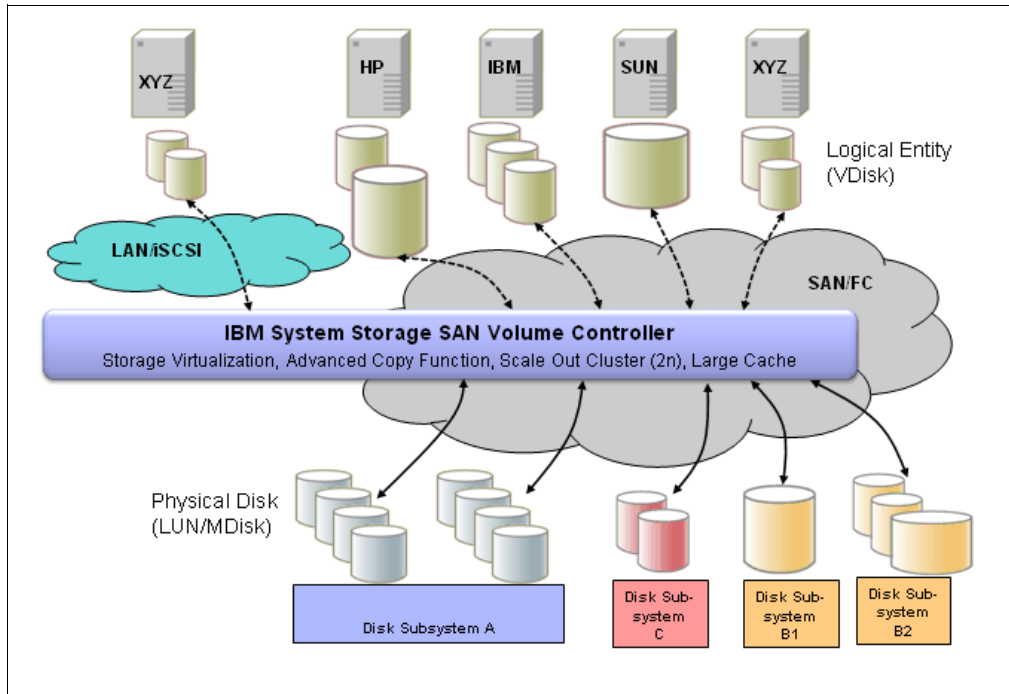 XYZ
HP
IBM
SUN
XYZ
Logical Entity
(VDisk)
LAN/iSCSI
SAN/FC
IBM System Storage SAN Volume Controller
Storage Virtualization, Advanced Copy Function, Scale Out Cluster (2n), Large Cache
Physical Disk
(LUN/MDisk)
Disk Subsystem A
Disk Sub-
system
C
Disk Sub-
system
B1
Disk Sub-
system
B2